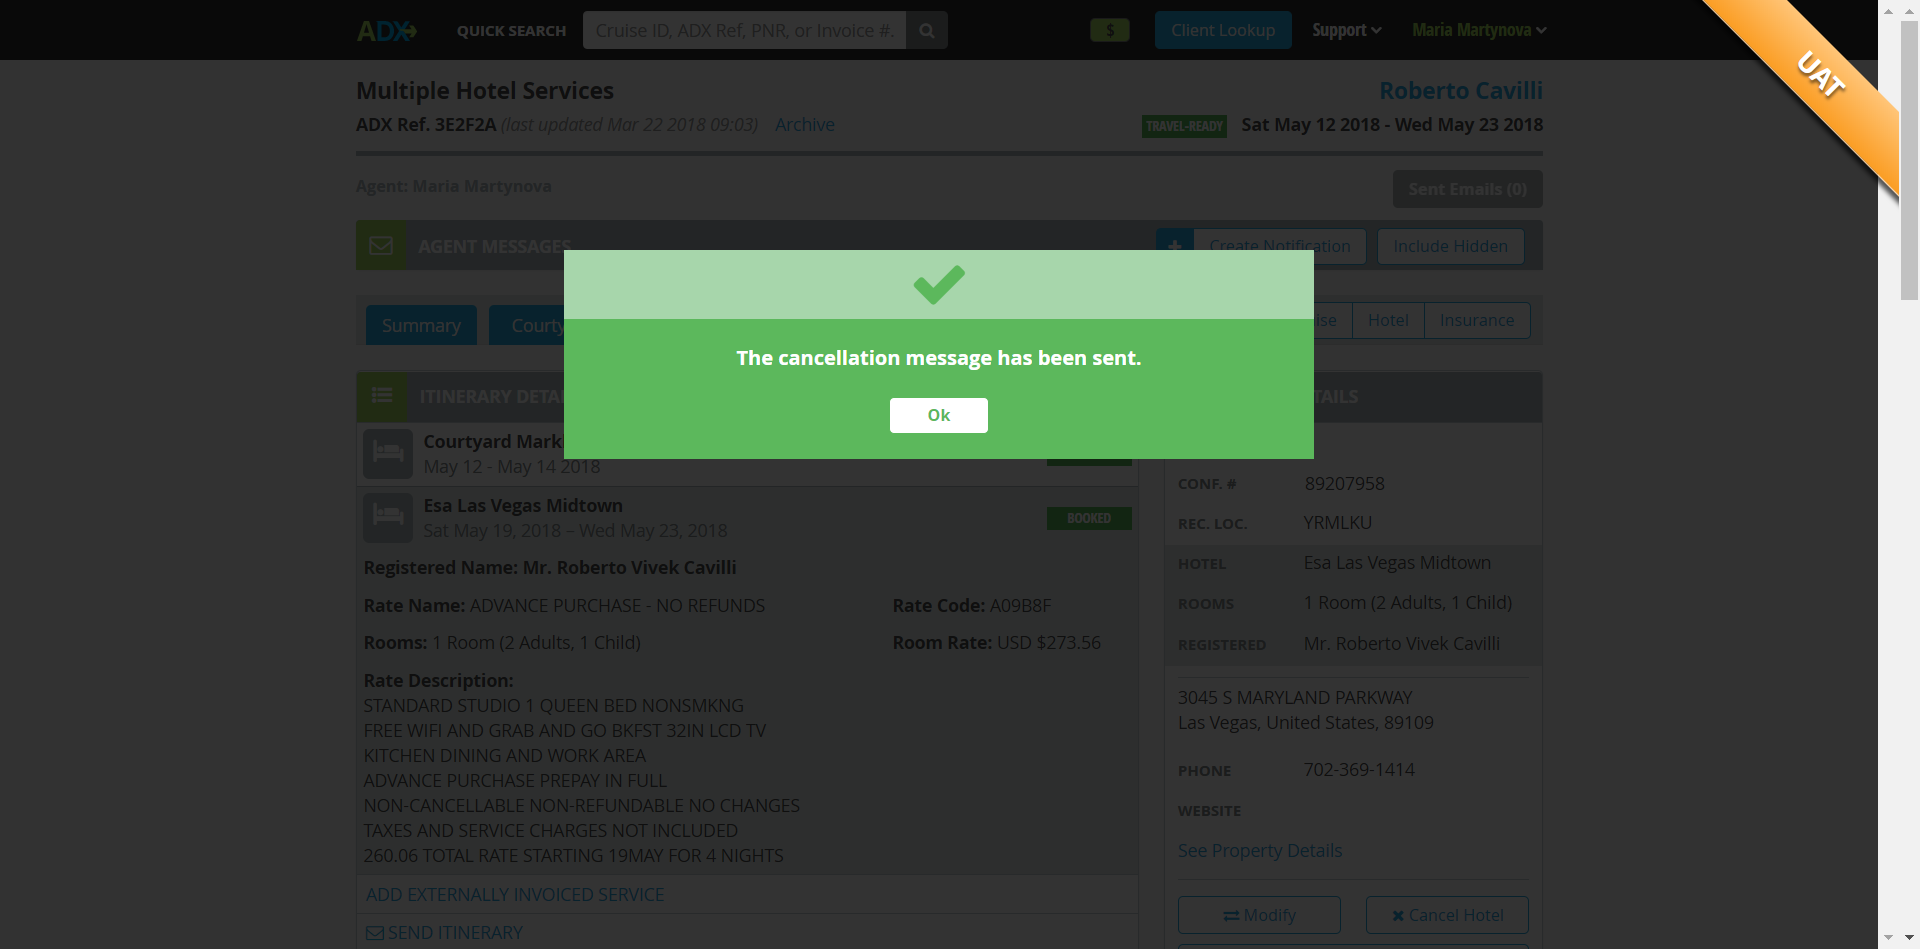 ADX
QUICK SEARCH
Cruise ID, ADX Ref, PNR, or Invoice #.
$
Client Lookup
Support
Maria Martynova
UAT
Multiple Hotel Services
Roberto Cavilli
ADX Ref. 3E2F2A (last updated Mar 22 2018 09:03) Archive
TRAVEL-READY Sat May 12 2018 - Wed May 23 2018
Agent: Maria Martynova
Sent Emails (0)
AGENT MESSAGES
Create Notification
Include Hidden
The cancellation message has been sent.
Ok
Summary
Hotel
Insurance
ITINERARY
May 12 - May 14 2018
Esa Las Vegas Midtown
Sat May 19, 2018 – Wed May 23, 2018
BOOKED
Registered Name: Mr. Roberto Vivek Cavilli
Rate Name: ADVANCE PURCHASE - NO REFUNDS
Rate Code: A09B8F
Rooms: 1 Room (2 Adults, 1 Child)
Room Rate: USD $273.56
Rate Description:
STANDARD STUDIO 1 QUEEN BED NONSMKNG
FREE WIFI AND GRAB AND GO BKFST 32IN LCD TV
KITCHEN DINING AND WORK AREA
ADVANCE PURCHASE PREPAY IN FULL
NON-CANCELLABLE NON-REFUNDABLE NO CHANGES
TAXES AND SERVICE CHARGES NOT INCLUDED
260.06 TOTAL RATE STARTING 19MAY FOR 4 NIGHTS
ADD EXTERNALLY INVOICED SERVICE
SEND ITINERARY
CONF. # 89207958
REC. LOC. YRMLKU
HOTEL Esa Las Vegas Midtown
ROOMS 1 Room (2 Adults, 1 Child)
REGISTERED Mr. Roberto Vivek Cavilli
3045 S MARYLAND PARKWAY
Las Vegas, United States, 89109
PHONE 702-369-1414
WEBSITE
See Property Details
Modify
Cancel Hotel